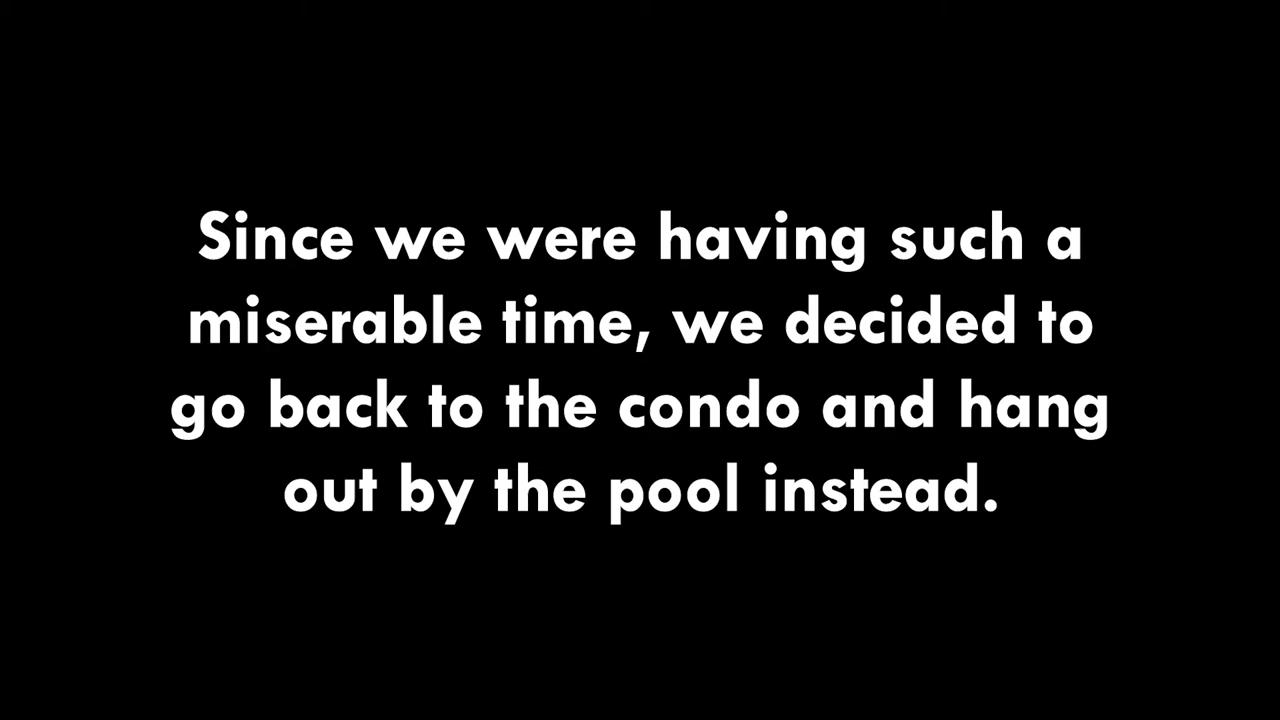 Since we were having such a
miserable time, we decided to
go back to the condo and hang
out by the pool instead.